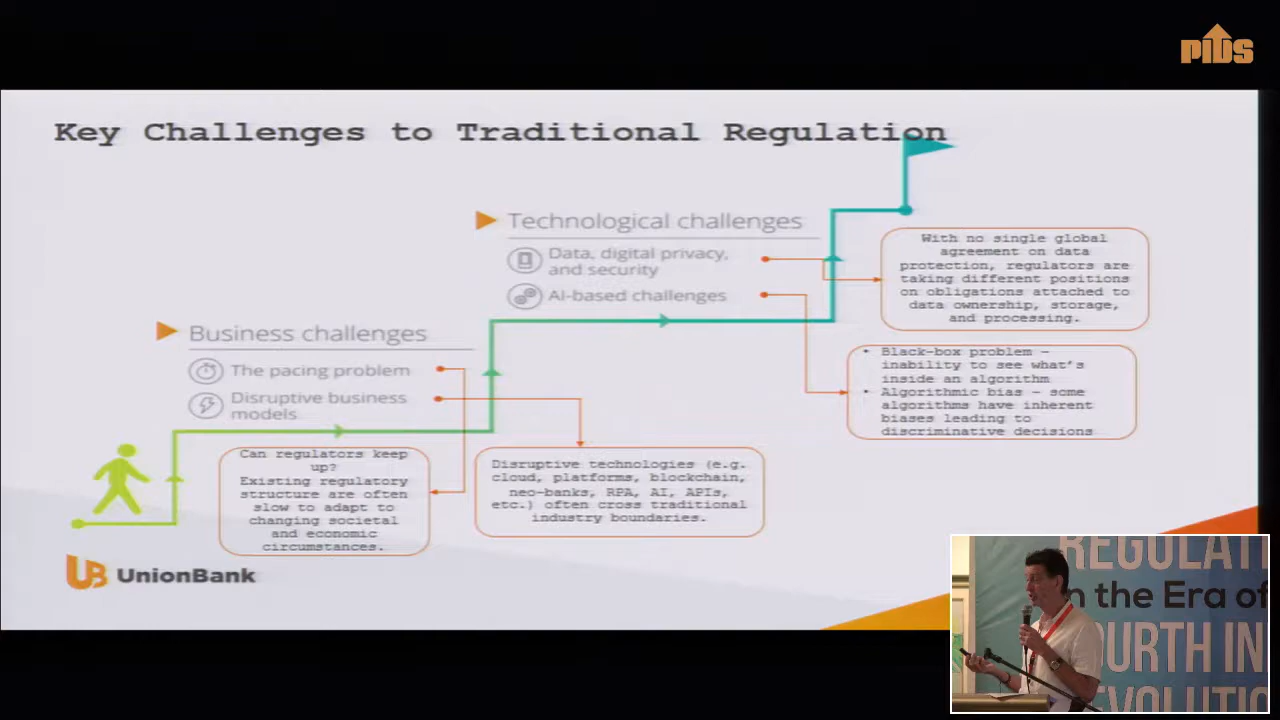 PIDS
Key Challenges to Traditional Regulation
Technological challenges
Data, digital privacy,
and security
AI-based challenges
With no single global
agreement on data
protection, regulators are
taking different positions
on obligations attached to
data ownership, storage,
and processing.
Business challenges
The pacing problem
Disruptive business
models
• Black-box problem –
inability to see what's
inside an algorithm
• Algorithmic bias – some
algorithms have inherent
biases leading to
discriminative decisions
Can regulators keep
up?
Existing regulatory
structure are often
slow to adapt to
changing societal
and economic
circumstances.
Disruptive technologies (e.g.
cloud, platforms, blockchain,
neo-banks, RPA, AI, APIs,
etc.) often cross traditional
industry boundaries.
UB UnionBank
REGULATI
n the Era of
OURTH IN
EVOLUTIO